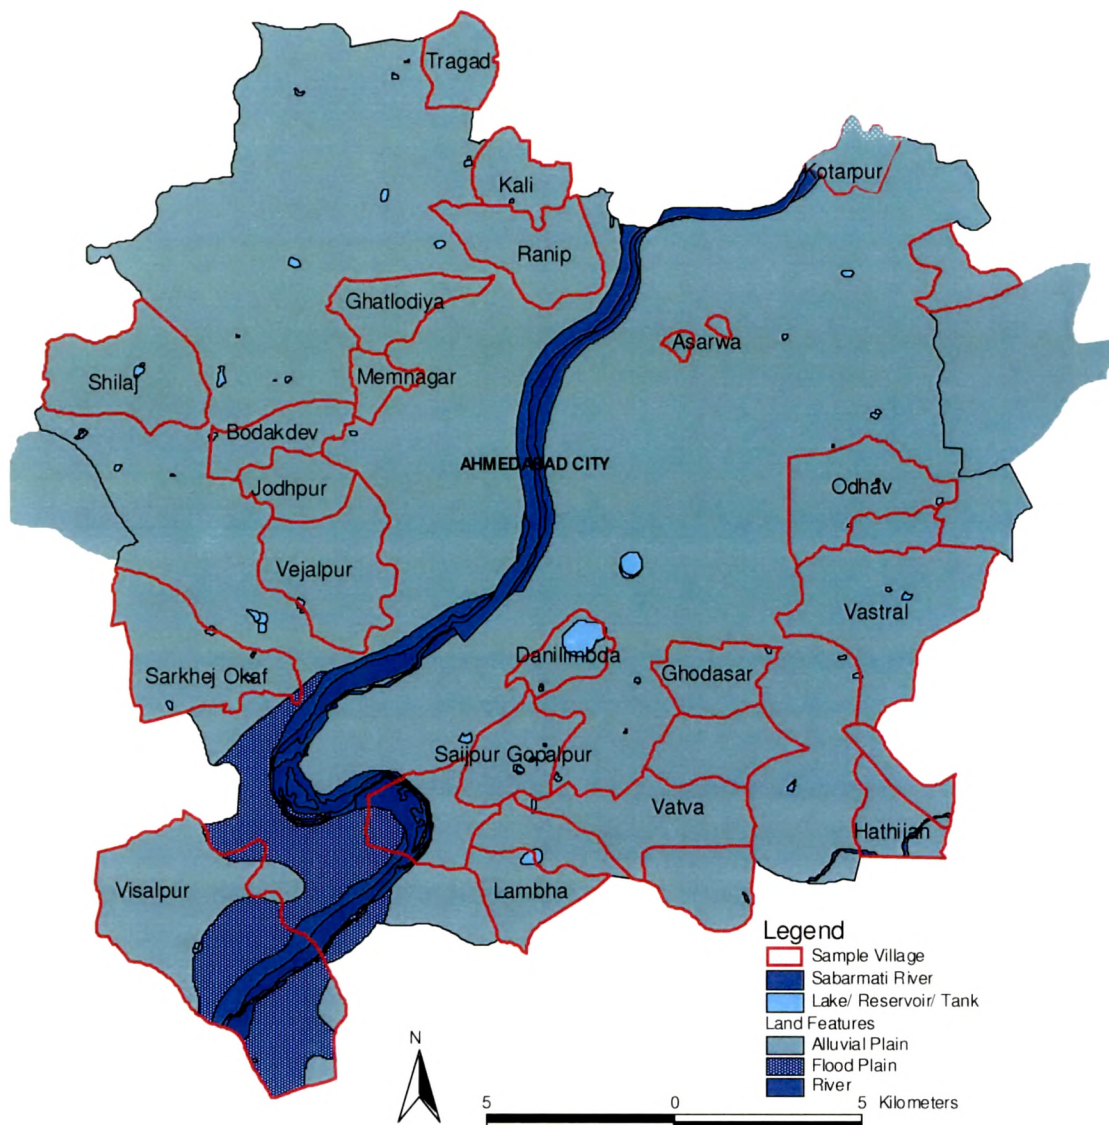 Tragad
Kotarpur
Kali
Ranip
Ghatlodiya
Asarwa
Shilaj
Memnagar
Bodakdev
AHMEDABAD CITY
Jodhpur
Odhav
Vejalpur
Vastral
Danilimbda
Sarkhej Okaf
Ghodasar
Saijpur Gopalpur
Vatva
Hathijan
Visalpur
Lambha
Legend
Sample Village
Sabarmati River
Lake/ Reservoir/ Tank
Land Features
Alluvial Plain
Flood Plain
River
N
5 0 5 Kilometers